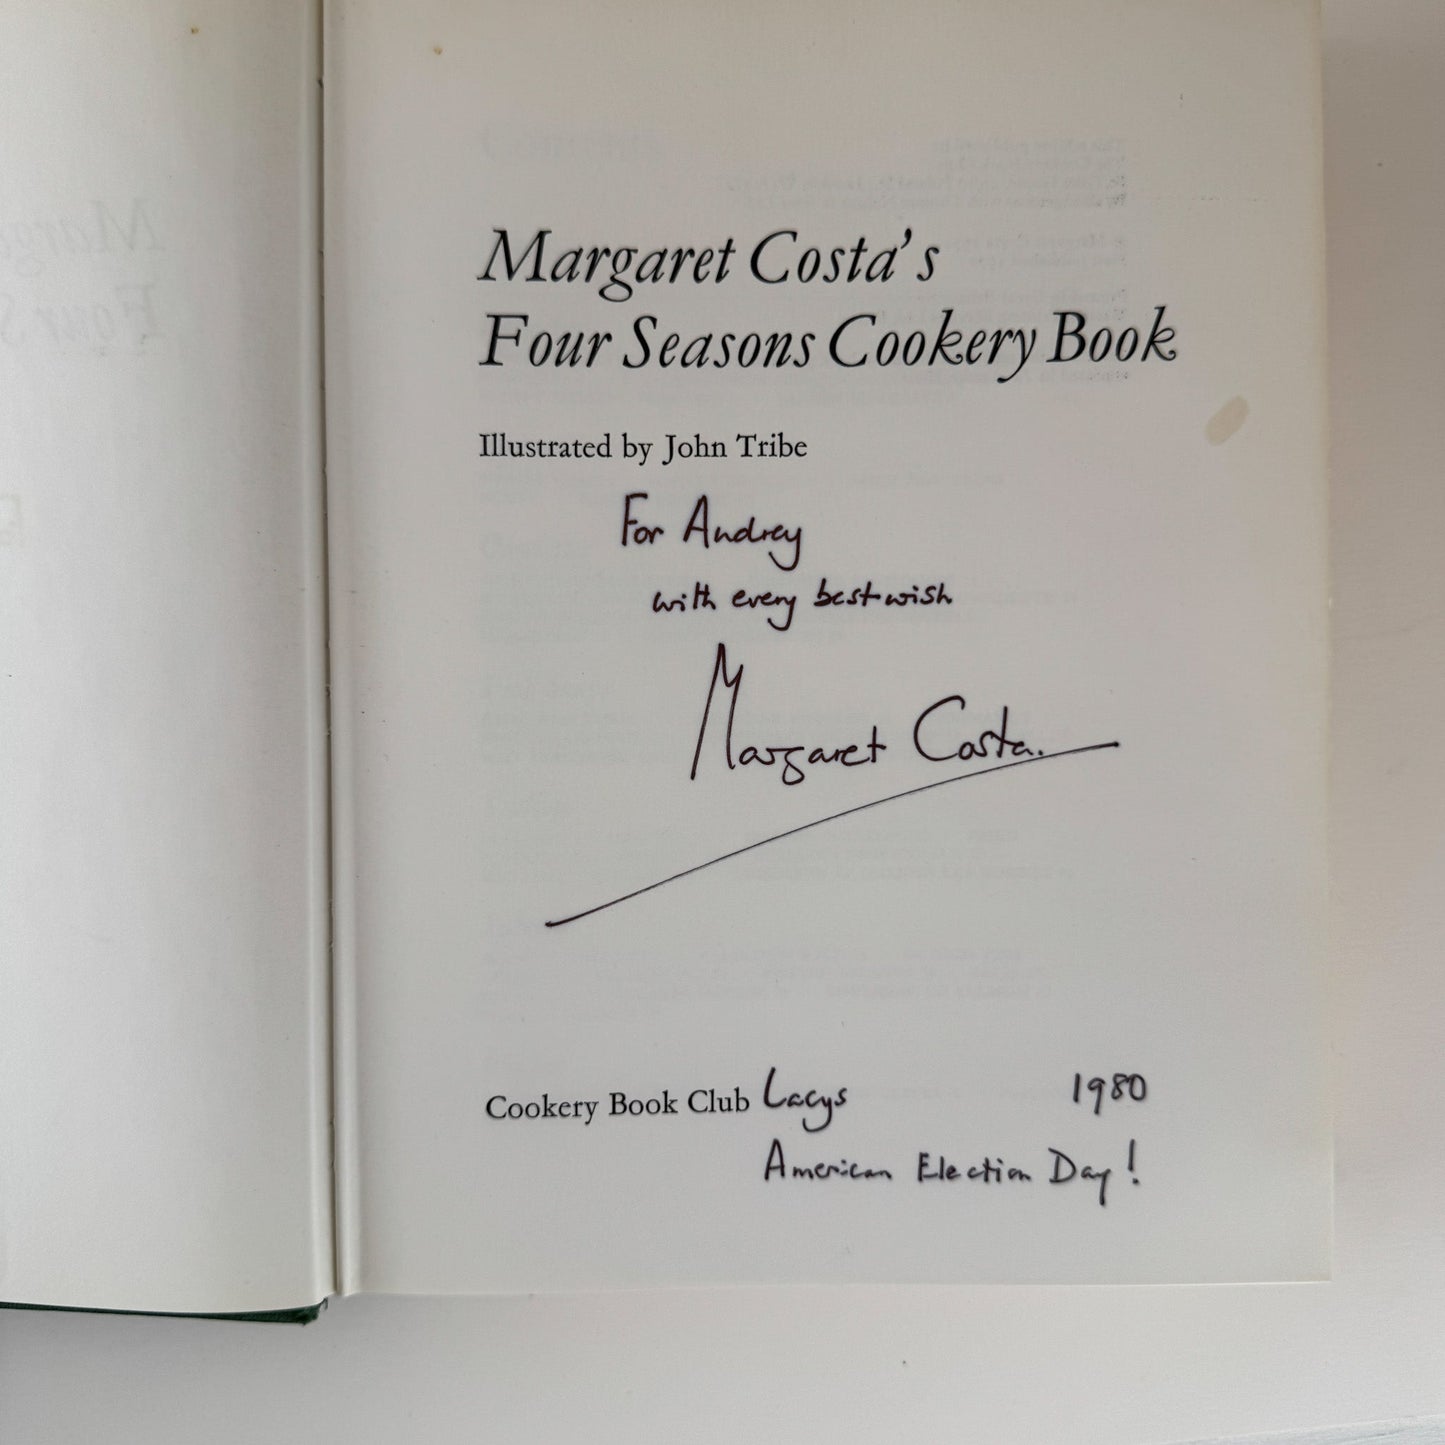 Margaret Costa's
Four Seasons Cookery Book
Illustrated by John Tribe
For Audrey
with every best wish
Margaret Costa.
Cookery Book Club Lacys 1980
American Election Day!